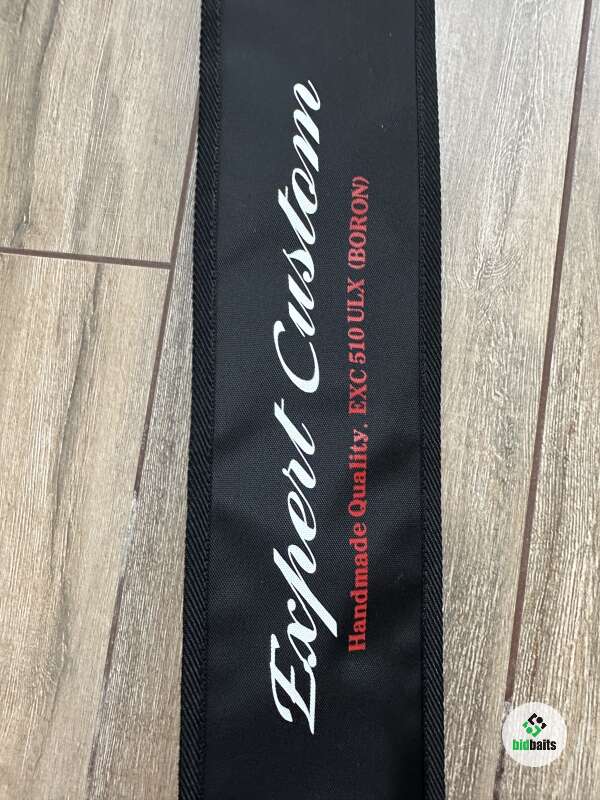 Expert Custom
Handmade Quality. EXC 510 ULX (BORON)
bidbaits